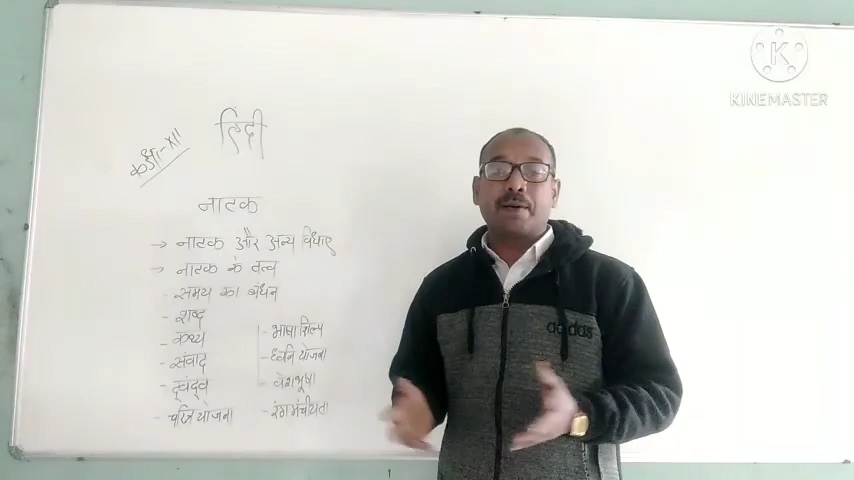 हिंदी
कक्षा-XII
नाटक
→ नाटक और अन्य विधाएं
→ नाटक के तत्व
- समय का बंधन
- शब्द
- कथ्य
- संवाद
- द्वंद्व
- चरित्र योजना
- भाषा शिल्प
- ध्वनि योजना
- वेशभूषा
- रंगमंचीयता
adidas
K
KINEMASTER